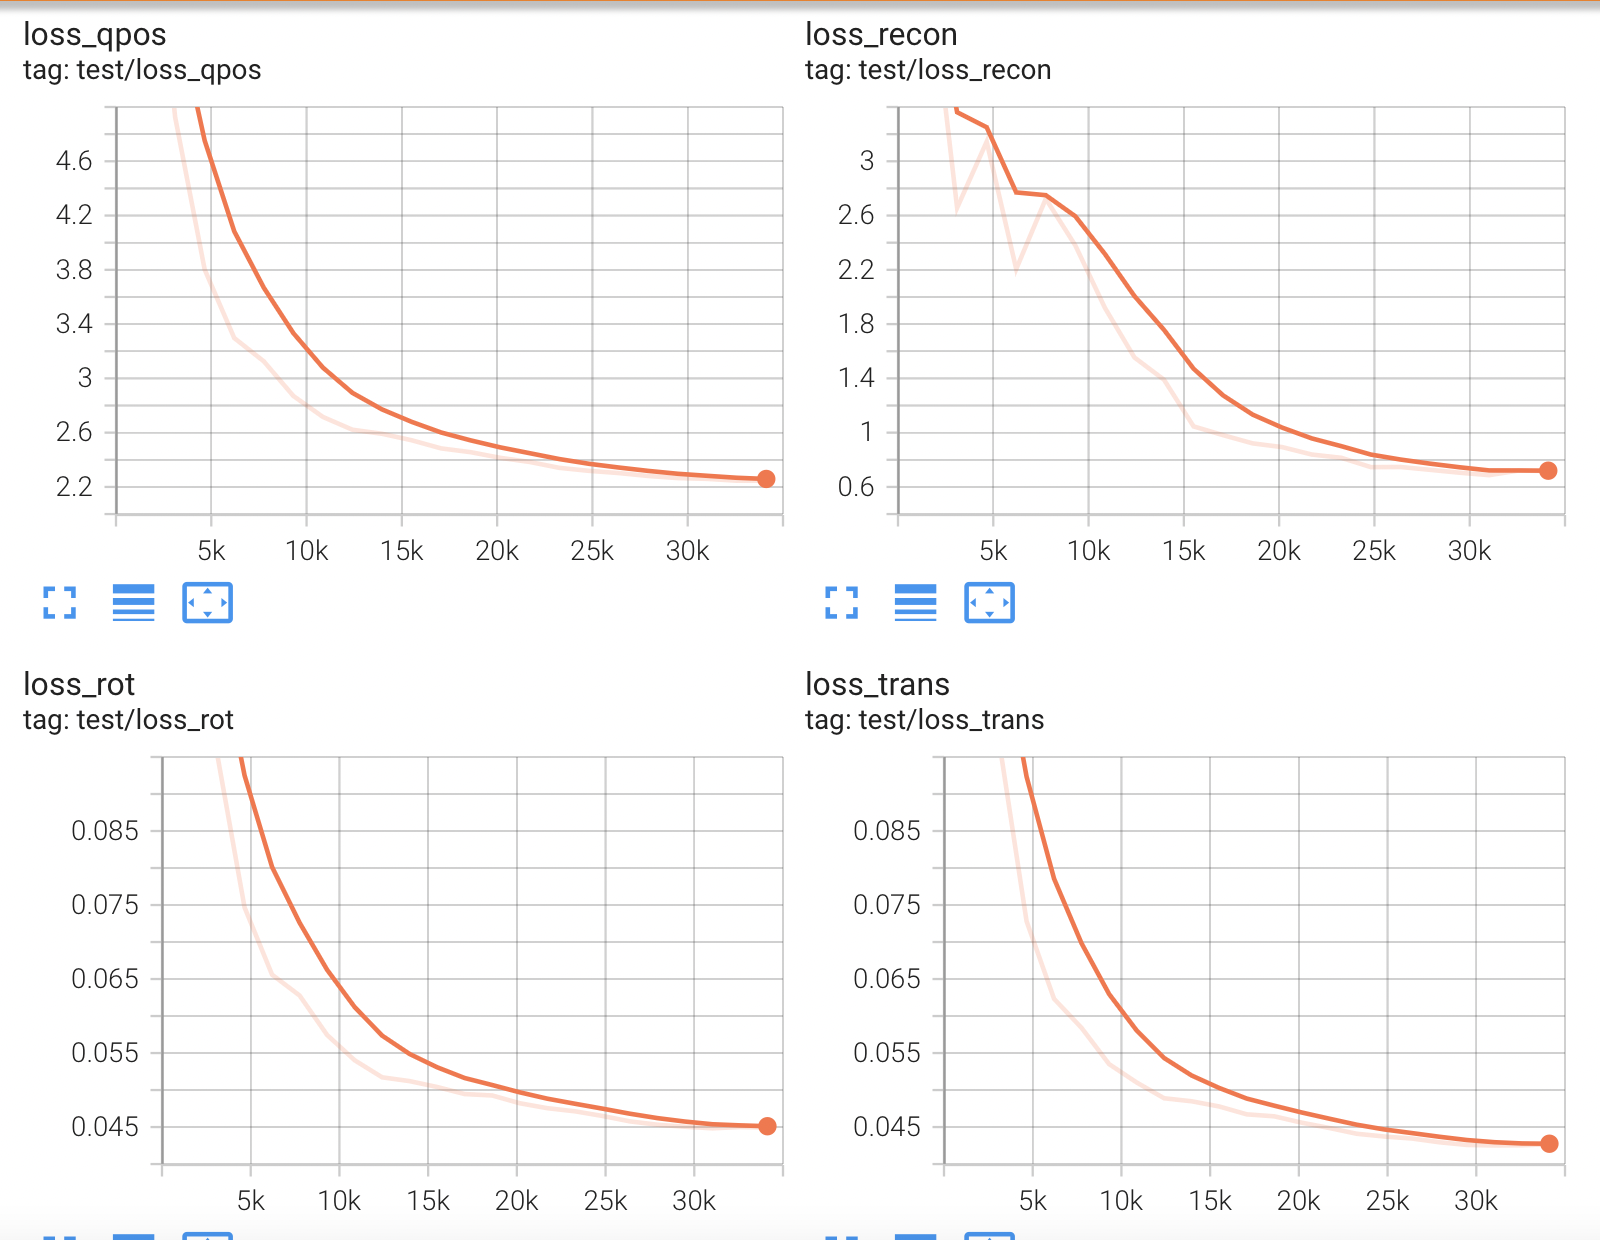 loss_qpos
tag: test/loss_qpos
4.6
4.2
3.8
3.4
3
2.6
2.2
5k 10k 15k 20k 25k 30k
loss_recon
tag: test/loss_recon
3
2.6
2.2
1.8
1.4
1
0.6
5k 10k 15k 20k 25k 30k
loss_rot
tag: test/loss_rot
0.085
0.075
0.065
0.055
0.045
5k 10k 15k 20k 25k 30k
loss_trans
tag: test/loss_trans
0.085
0.075
0.065
0.055
0.045
5k 10k 15k 20k 25k 30k